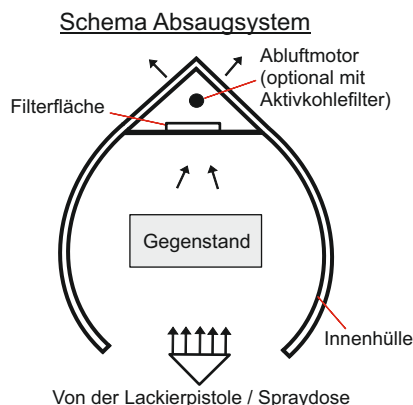 Schema Absaugsystem
Abluftmotor
(optional mit
Aktivkohlefilter)
Filterfläche
Gegenstand
Innenhülle
Von der Lackierpistole / Spraydose